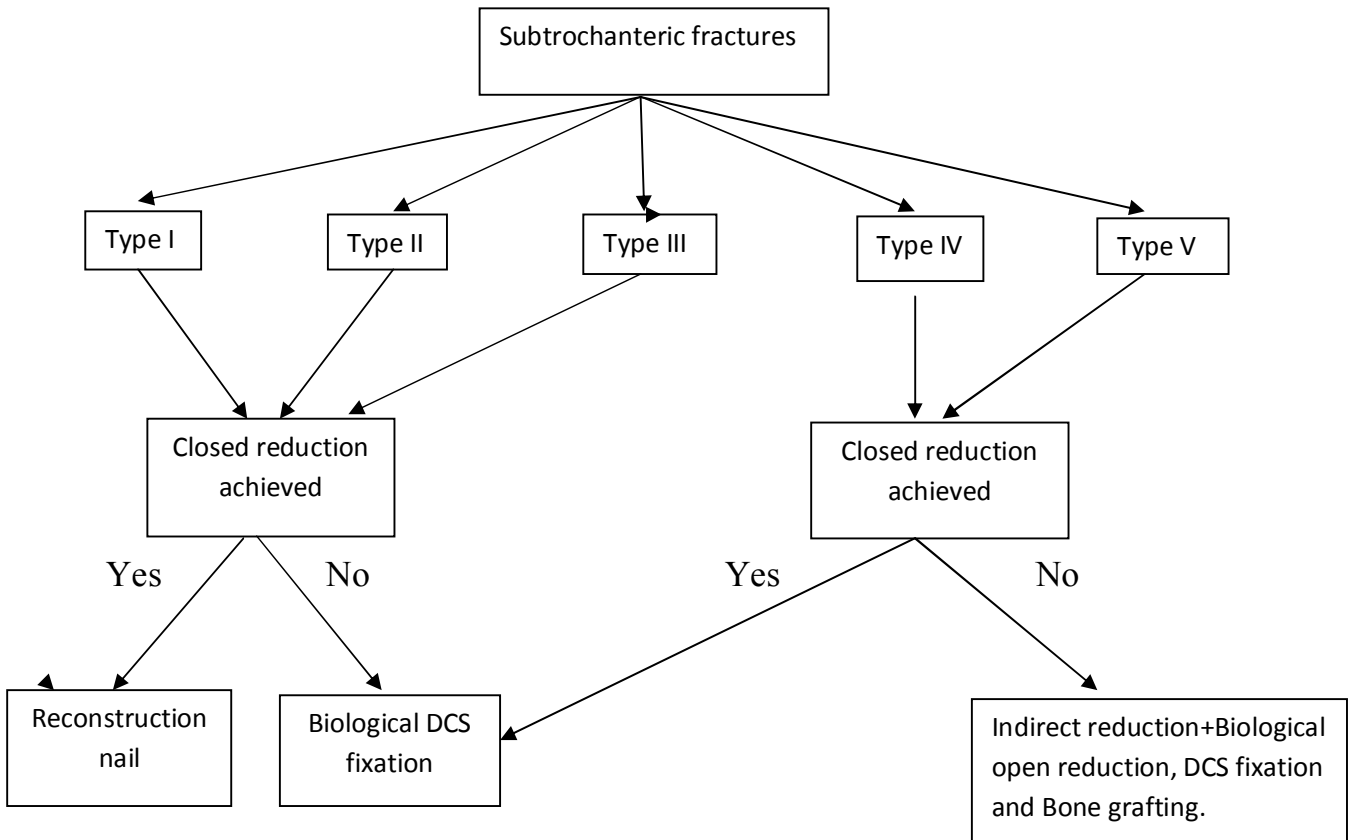 Subtrochanteric fractures
Type I
Type II
Type III
Type IV
Type V
Closed reduction
achieved
Closed reduction
achieved
Yes
No
Yes
No
Reconstruction
nail
Biological DCS
fixation
Indirect reduction+Biological
open reduction, DCS fixation
and Bone grafting.